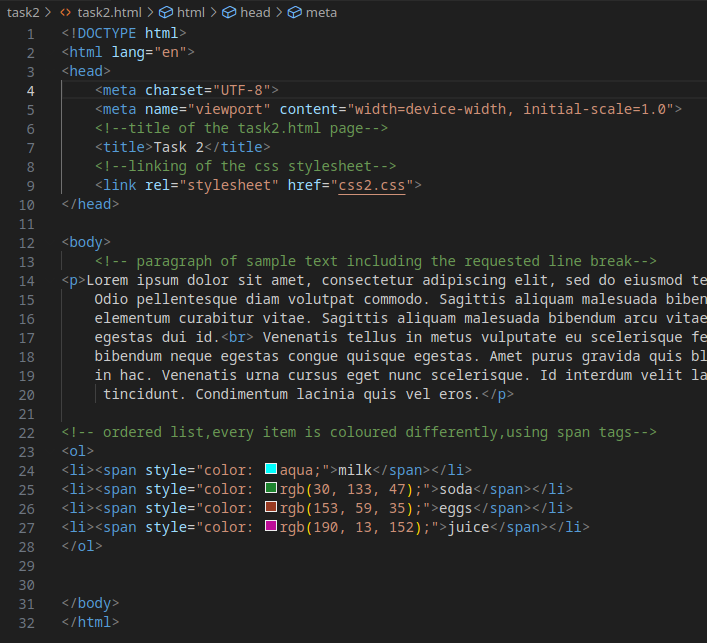 task2 > <> task2.html > html > head > meta
1 <!DOCTYPE html>
2 <html lang="en">
3 <head>
4 <meta charset="UTF-8">
5 <meta name="viewport" content="width=device-width, initial-scale=1.0">
6 <!--title of the task2.html page-->
7 <title>Task 2</title>
8 <!--linking of the css stylesheet-->
9 <link rel="stylesheet" href="css2.css">
10 </head>
11
12 <body>
13 <!-- paragraph of sample text including the requested line break-->
14 <p>Lorem ipsum dolor sit amet, consectetur adipiscing elit, sed do eiusmod te
15 Odio pellentesque diam volutpat commodo. Sagittis aliquam malesuada biben
16 elementum curabitur vitae. Sagittis aliquam malesuada bibendum arcu vitae
17 egestas dui id.<br> Venenatis tellus in metus vulputate eu scelerisque fe
18 bibendum neque egestas congue quisque egestas. Amet purus gravida quis bl
19 in hac. Venenatis urna cursus eget nunc scelerisque. Id interdum velit la
20 tincidunt. Condimentum lacinia quis vel eros.</p>
21
22 <!-- ordered list,every item is coloured differently,using span tags-->
23 <ol>
24 <li><span style="color: aqua;">milk</span></li>
25 <li><span style="color: rgb(30, 133, 47);">soda</span></li>
26 <li><span style="color: rgb(153, 59, 35);">eggs</span></li>
27 <li><span style="color: rgb(190, 13, 152);">juice</span></li>
28 </ol>
29
30
31 </body>
32 </html>